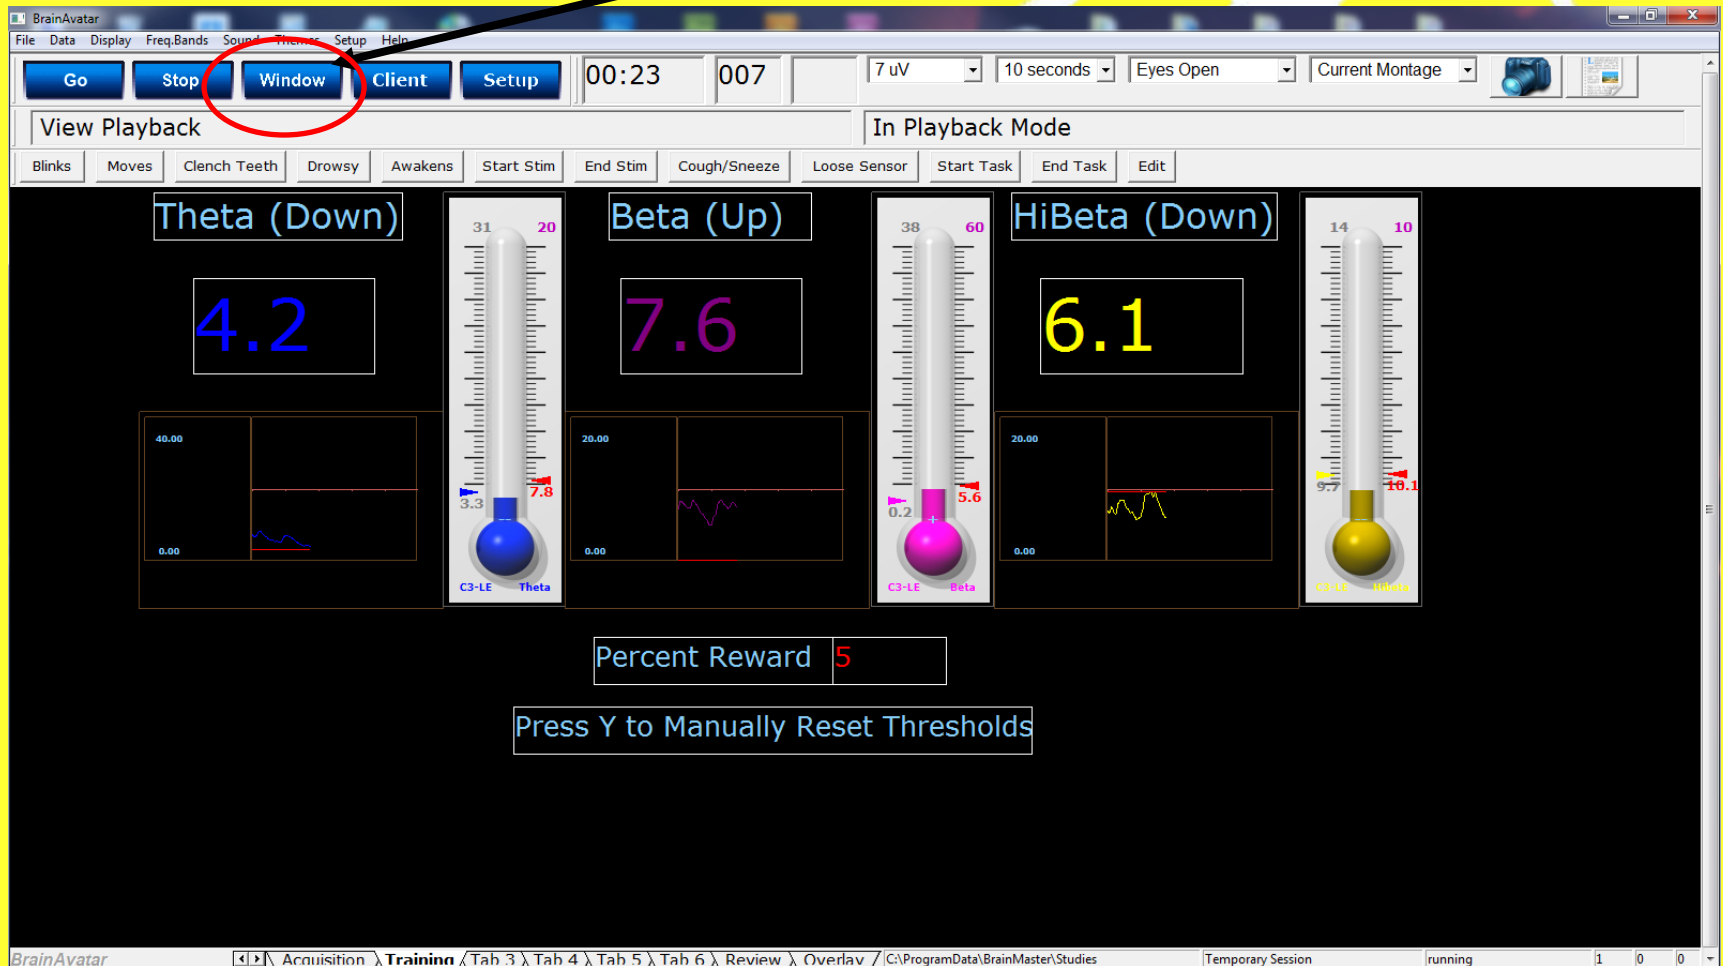 BrainAvatar
File Data Display Freq.Bands Sound Themes Setup Help
Go Stop Window Client Setup 00:23 007 7 uV 10 seconds Eyes Open Current Montage
View Playback In Playback Mode
Blinks Moves Clench Teeth Drowsy Awakens Start Stim End Stim Cough/Sneeze Loose Sensor Start Task End Task Edit
Theta (Down) 31 20 Beta (Up) 38 60 HiBeta (Down) 14 10
4.2 7.6 6.1
40.00 20.00 20.00
3.3 7.8 0.2 5.6 9.7 10.1
0.00 0.00 0.00
C3-LE Theta C3-LE Beta C3-LE Hibeta
Percent Reward 5
Press Y to Manually Reset Thresholds
BrainAvatar Acquisition Training Tab 3 Tab 4 Tab 5 Tab 6 Review Overlay C:\ProgramData\BrainMaster\Studies Temporary Session running 1 0 0